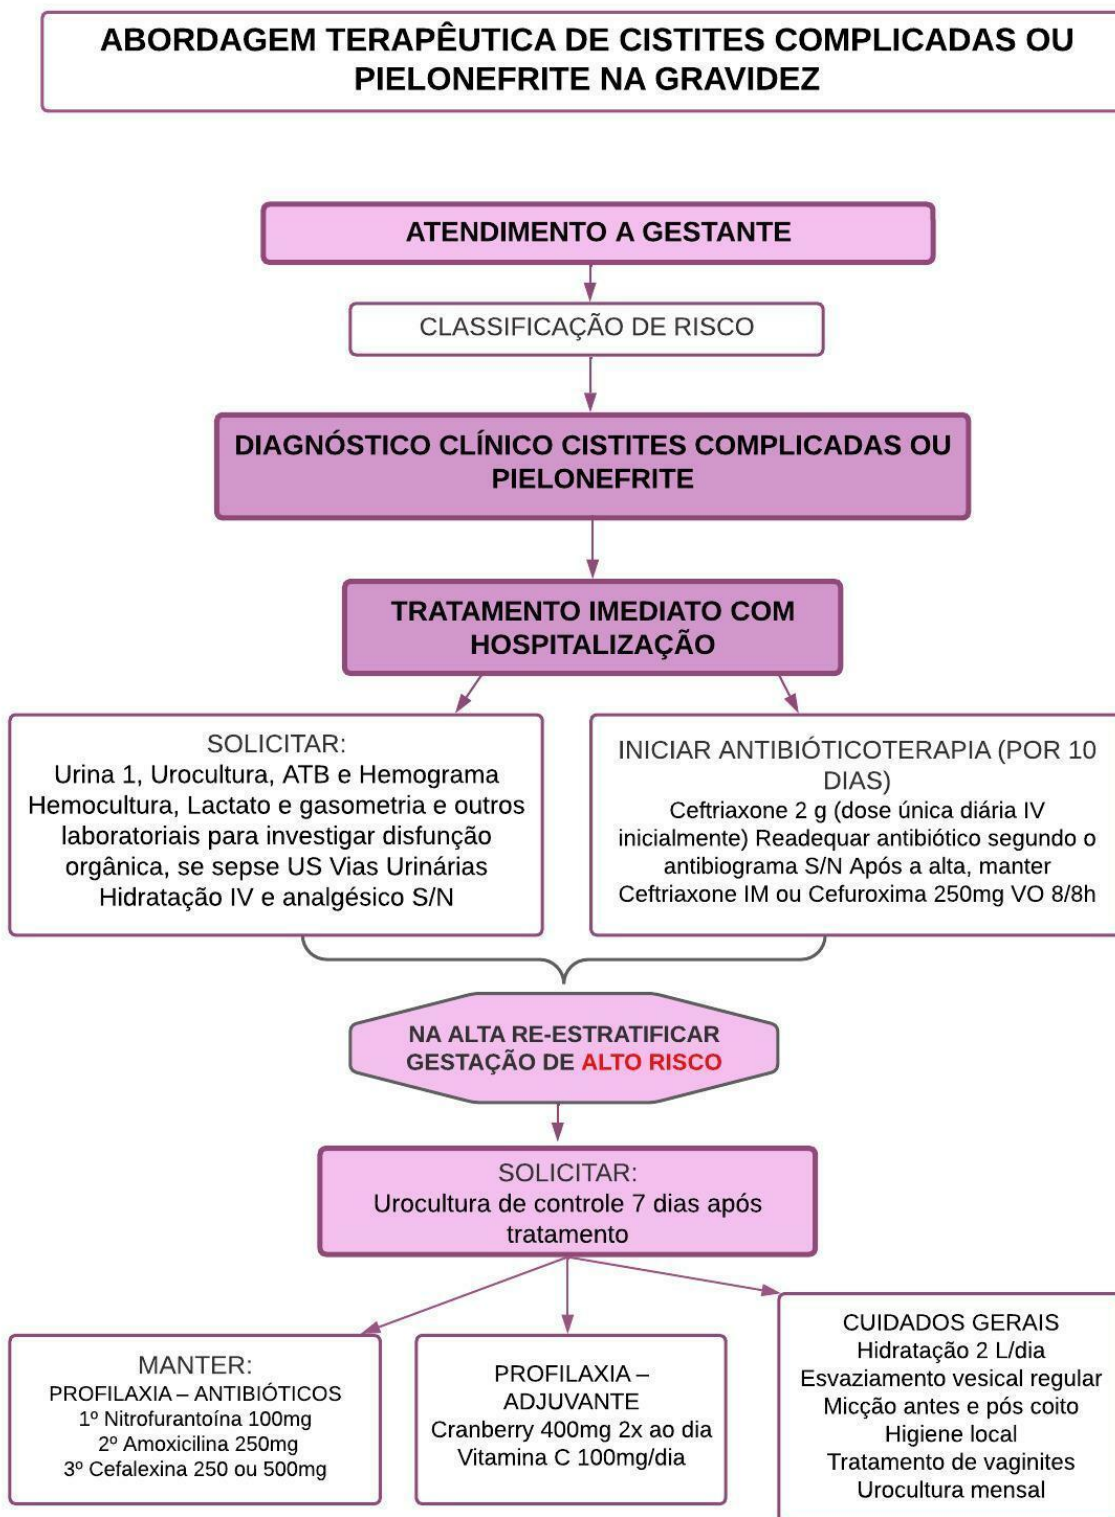 ABORDAGEM TERAPÊUTICA DE CISTITES COMPLICADAS OU
PIELONEFRITE NA GRAVIDEZ
ATENDIMENTO A GESTANTE
CLASSIFICAÇÃO DE RISCO
DIAGNÓSTICO CLÍNICO CISTITES COMPLICADAS OU
PIELONEFRITE
TRATAMENTO IMEDIATO COM
HOSPITALIZAÇÃO
SOLICITAR:
Urina 1, Urocultura, ATB e Hemograma
Hemocultura, Lactato e gasometria e outros
laboratoriais para investigar disfunção
orgânica, se sepse US Vias Urinárias
Hidratação IV e analgésico S/N
INICIAR ANTIBIÓTICOTERAPIA (POR 10
DIAS)
Ceftriaxone 2 g (dose única diária IV
inicialmente) Readequar antibiótico segundo o
antibiograma S/N Após a alta, manter
Ceftriaxone IM ou Cefuroxima 250mg VO 8/8h
NA ALTA RE-ESTRATIFICAR
GESTAÇÃO DE ALTO RISCO
SOLICITAR:
Urocultura de controle 7 dias após
tratamento
MANTER:
PROFILAXIA – ANTIBIÓTICOS
1º Nitrofurantoína 100mg
2º Amoxicilina 250mg
3º Cefalexina 250 ou 500mg
PROFILAXIA –
ADJUVANTE
Cranberry 400mg 2x ao dia
Vitamina C 100mg/dia
CUIDADOS GERAIS
Hidratação 2 L/dia
Esvaziamento vesical regular
Micção antes e pós coito
Higiene local
Tratamento de vaginites
Urocultura mensal